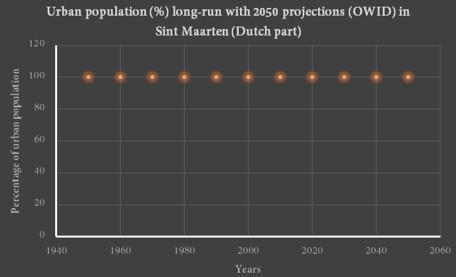 Urban population (%) long-run with 2050 projections (OWID) in
Sint Maarten (Dutch part)
Percentage of urban population
120
100
80
60
40
20
0
1940 1960 1980 2000 2020 2040 2060
Years